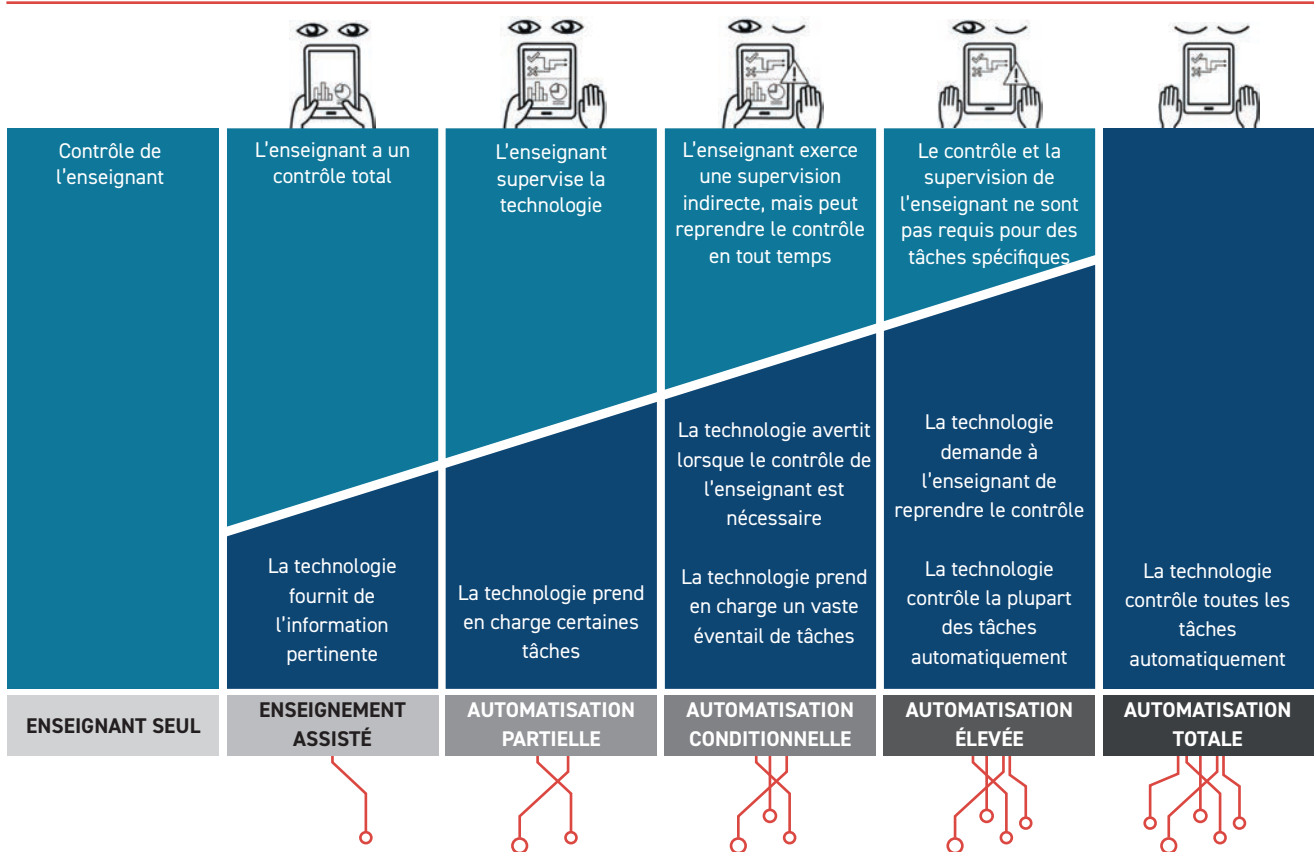 Contrôle de
l'enseignant
L'enseignant a un
contrôle total
L'enseignant
supervise la
technologie
L'enseignant exerce
une supervision
indirecte, mais peut
reprendre le contrôle
en tout temps
Le contrôle et la
supervision de
l'enseignant ne sont
pas requis pour des
tâches spécifiques
La technologie
fournit de
l'information
pertinente
La technologie prend
en charge certaines
tâches
La technologie avertit
lorsque le contrôle de
l'enseignant est
nécessaire
La technologie prend
en charge un vaste
éventail de tâches
La technologie
demande à
l'enseignant de
reprendre le contrôle
La technologie
contrôle la plupart
des tâches
automatiquement
La technologie
contrôle toutes les
tâches
automatiquement
ENSEIGNANT SEUL
ENSEIGNEMENT
ASSISTÉ
AUTOMATISATION
PARTIELLE
AUTOMATISATION
CONDITIONNELLE
AUTOMATISATION
ÉLEVÉE
AUTOMATISATION
TOTALE